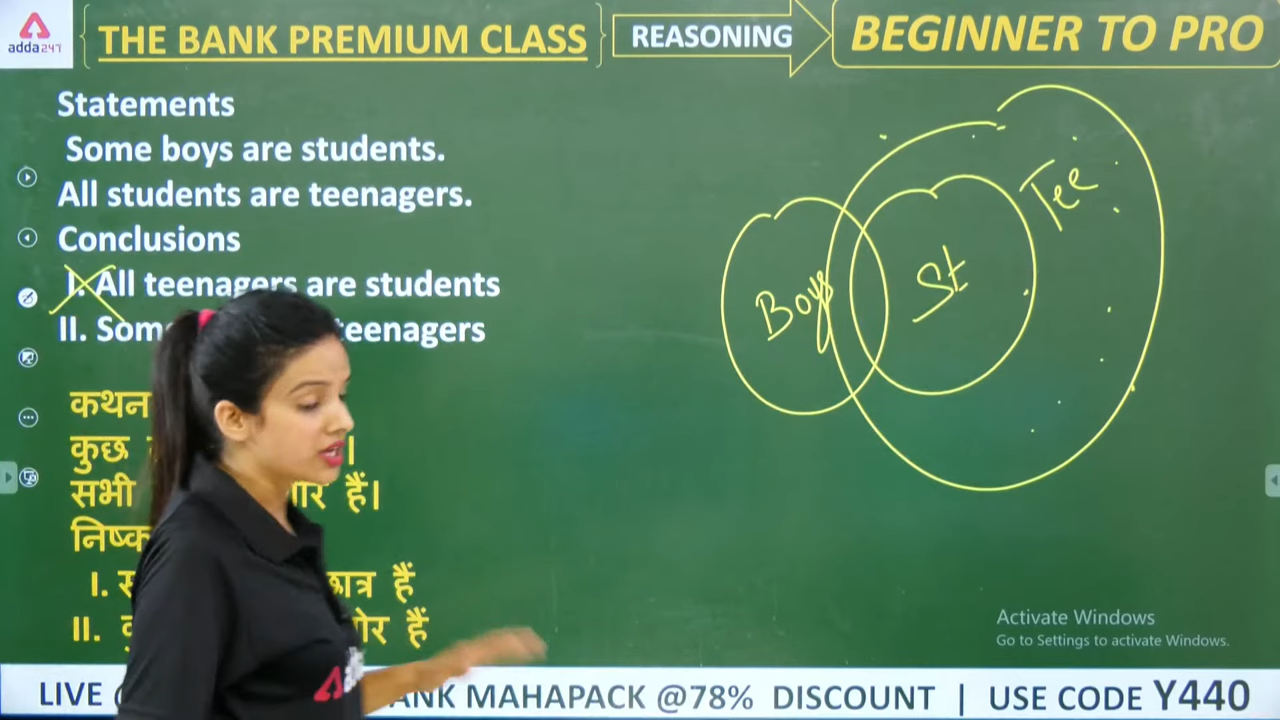 adda247
THE BANK PREMIUM CLASS
REASONING
BEGINNER TO PRO
Statements
Some boys are students.
All students are teenagers.
Conclusions
I. All teenagers are students
II. Som teenagers
कथन
कुछ ।
सभी हैं।
I. छात्र हैं
II. हैं
Boys
St
Tee
Activate Windows
Go to Settings to activate Windows.
LIVE @ ANK MAHAPACK @78% DISCOUNT | USE CODE Y440